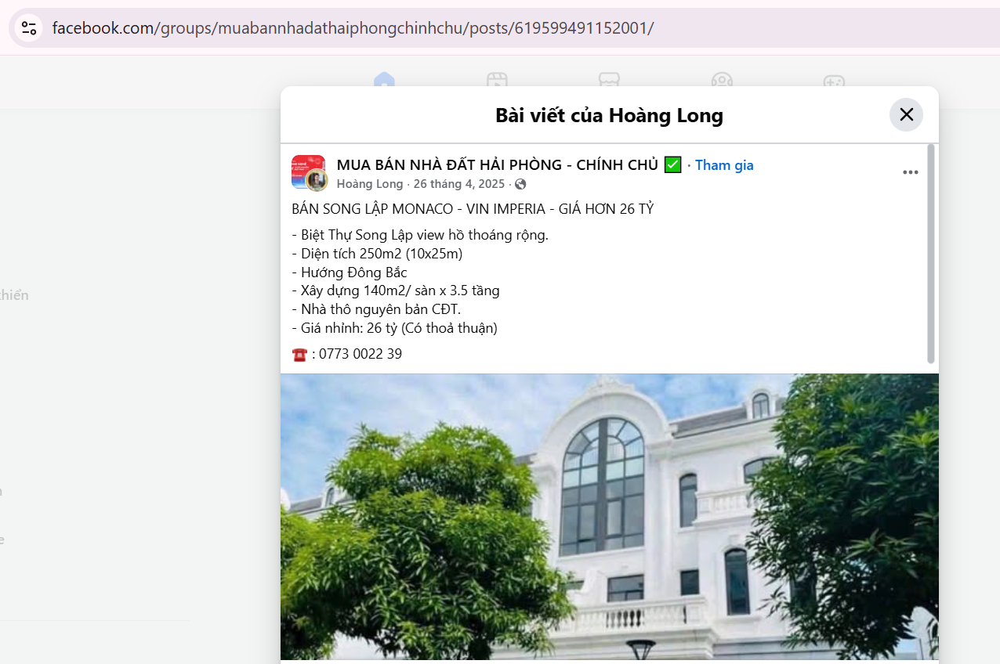 facebook.com/groups/muabannhadathaiphongchinhchu/posts/619599491152001/
Bài viết của Hoàng Long
MUA BÁN NHÀ ĐẤT HẢI PHÒNG - CHÍNH CHỦ ✅ · Tham gia
Hoàng Long · 26 tháng 4, 2025 ·
BÁN SONG LẬP MONACO - VIN IMPERIA - GIÁ HƠN 26 TỶ
- Biệt Thự Song Lập view hồ thoáng rộng.
- Diện tích 250m2 (10x25m)
- Hướng Đông Bắc
- Xây dựng 140m2/ sàn x 3.5 tầng
- Nhà thô nguyên bản CĐT.
- Giá nhỉnh: 26 tỷ (Có thoả thuận)
☎️ : 0773 0022 39